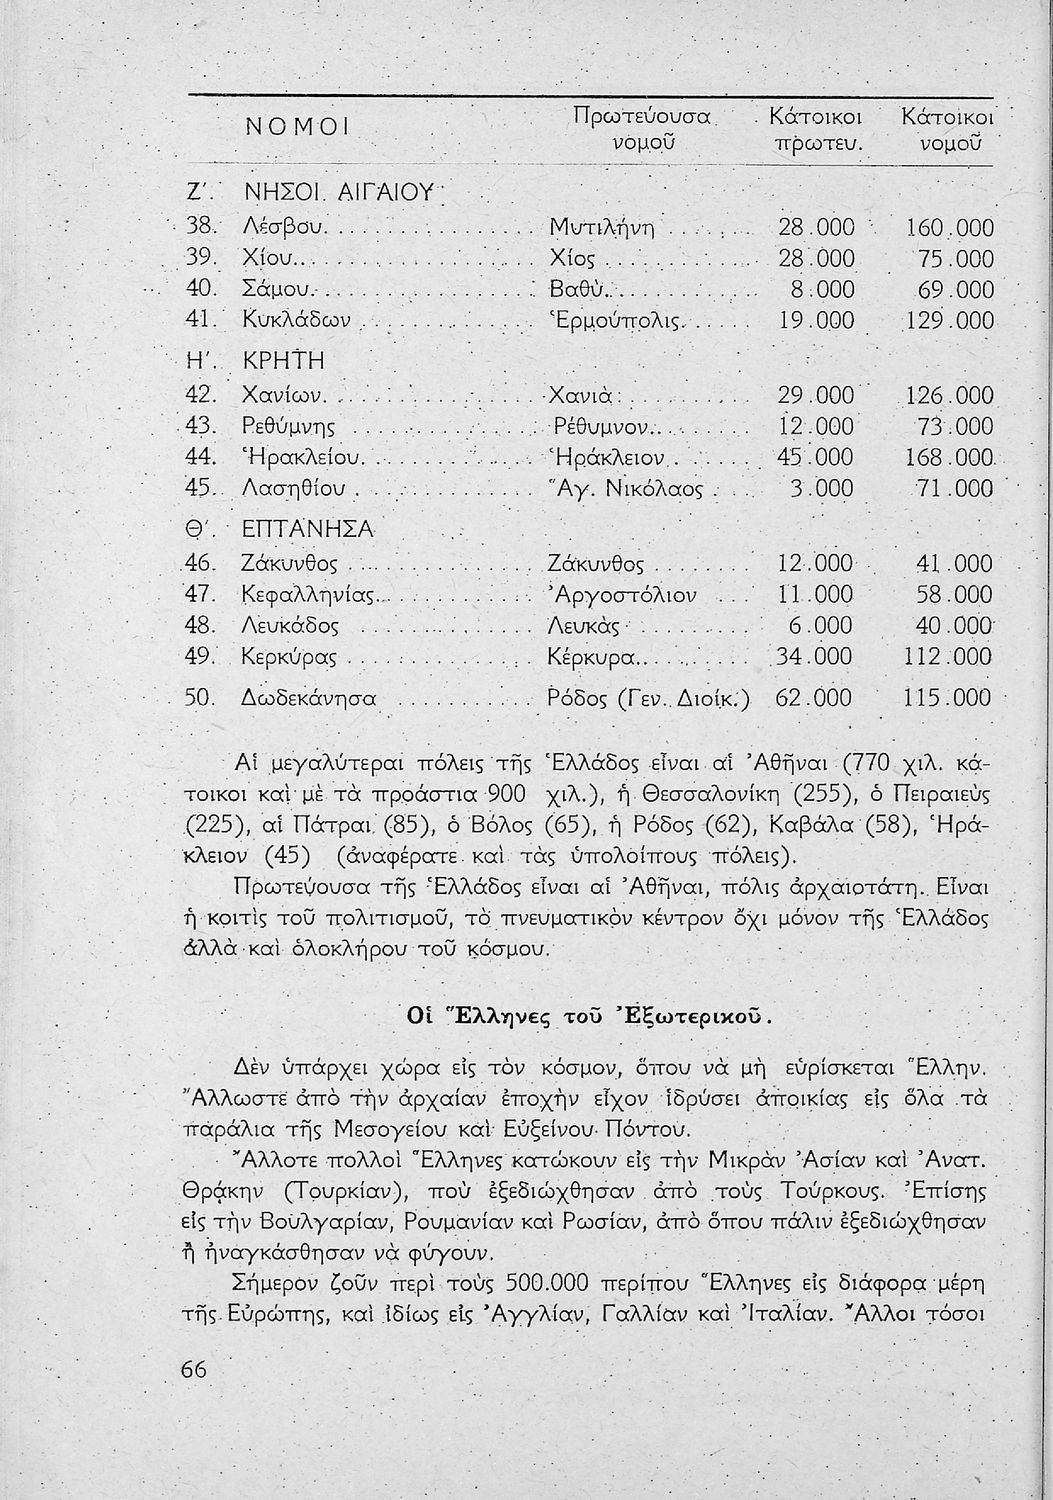 ΝΟΜΟΙ Πρωτεύουσα νομοῦ Κάτοικοι πρωτευ. Κάτοικοι νομοῦ
Ζ΄. ΝΗΣΟΙ ΑΙΓΑΙΟΥ
38. Λέσβου. . . . . . . . . . . . . . . Μυτιλήνη . . . . . . 28.000 160.000
39. Χίου. . . . . . . . . . . . . . . . Χίος . . . . . . . . . 28.000 75.000
40. Σάμου. . . . . . . . . . . . . . . Βαθύ. . . . . . . . . 8.000 69.000
41. Κυκλάδων . . . . . . . . . . . . Ἑρμούπολις. . . . . . 19.000 129.000
Η΄. ΚΡΗΤΗ
42. Χανίων. . . . . . . . . . . . . . . Χανιὰ . . . . . . . . 29.000 126.000
43. Ρεθύμνης . . . . . . . . . . . . . Ρέθυμνον. . . . . . . 12.000 73.000
44. Ἡρακλείου. . . . . . . . . . . . Ἡράκλειον . . . . . . 45.000 168.000
45. Λασηθίου . . . . . . . . . . . . . Ἅγ. Νικόλαος . . . 3.000 71.000
Θ΄. ΕΠΤΑΝΗΣΑ
46. Ζάκυνθος . . . . . . . . . . . . . Ζάκυνθος . . . . . . . 12.000 41.000
47. Κεφαλληνίας. . . . . . . . . . . Ἀργοστόλιον . . . 11.000 58.000
48. Λευκάδος . . . . . . . . . . . . . Λευκὰς . . . . . . . . 6.000 40.000
49. Κερκύρας . . . . . . . . . . . . . Κέρκυρα. . . . . . . . 34.000 112.000
50. Δωδεκάνησα . . . . . . . . . . Ρόδος (Γεν. Διοίκ.) 62.000 115.000
Αἱ μεγαλύτεραι πόλεις τῆς Ἑλλάδος εἶναι αἱ Ἀθῆναι (770 χιλ. κά-
τοικοι καὶ μὲ τὰ προάστια 900 χιλ.), ἡ Θεσσαλονίκη (255), ὁ Πειραιεὺς
(225), αἱ Πάτραι (85), ὁ Βόλος (65), ἡ Ρόδος (62), Καβάλα (58), Ἡρά-
κλειον (45) (ἀναφέρατε καὶ τὰς ὑπολοίπους πόλεις).
Πρωτεύουσα τῆς Ἑλλάδος εἶναι αἱ Ἀθῆναι, πόλις ἀρχαιοτάτη. Εἶναι
ἡ κοιτὶς τοῦ πολιτισμοῦ, τὸ πνευματικὸν κέντρον ὄχι μόνον τῆς Ἑλλάδος
ἀλλὰ καὶ ὁλοκλήρου τοῦ κόσμου.
Οἱ Ἕλληνες τοῦ Ἐξωτερικοῦ.
Δὲν ὑπάρχει χώρα εἰς τὸν κόσμον, ὅπου νὰ μὴ εὑρίσκεται Ἕλλην.
Ἄλλωστε ἀπὸ τὴν ἀρχαίαν ἐποχὴν εἶχον ἱδρύσει ἀποικίας εἰς ὅλα τὰ
παράλια τῆς Μεσογείου καὶ Εὐξείνου Πόντου.
Ἄλλοτε πολλοὶ Ἕλληνες κατώκουν εἰς τὴν Μικρὰν Ἀσίαν καὶ Ἀνατ.
Θράκην (Τουρκίαν), ποὺ ἐξεδιώχθησαν ἀπὸ τοὺς Τούρκους. Ἐπίσης
εἰς τὴν Βουλγαρίαν, Ρουμανίαν καὶ Ρωσίαν, ἀπὸ ὅπου πάλιν ἐξεδιώχθησαν
ἢ ἠναγκάσθησαν νὰ φύγουν.
Σήμερον ζοῦν περὶ τοὺς 500.000 περίπου Ἕλληνες εἰς διάφορα μέρη
τῆς Εὐρώπης, καὶ ἰδίως εἰς Ἀγγλίαν, Γαλλίαν καὶ Ἰταλίαν. Ἄλλοι τόσοι
66